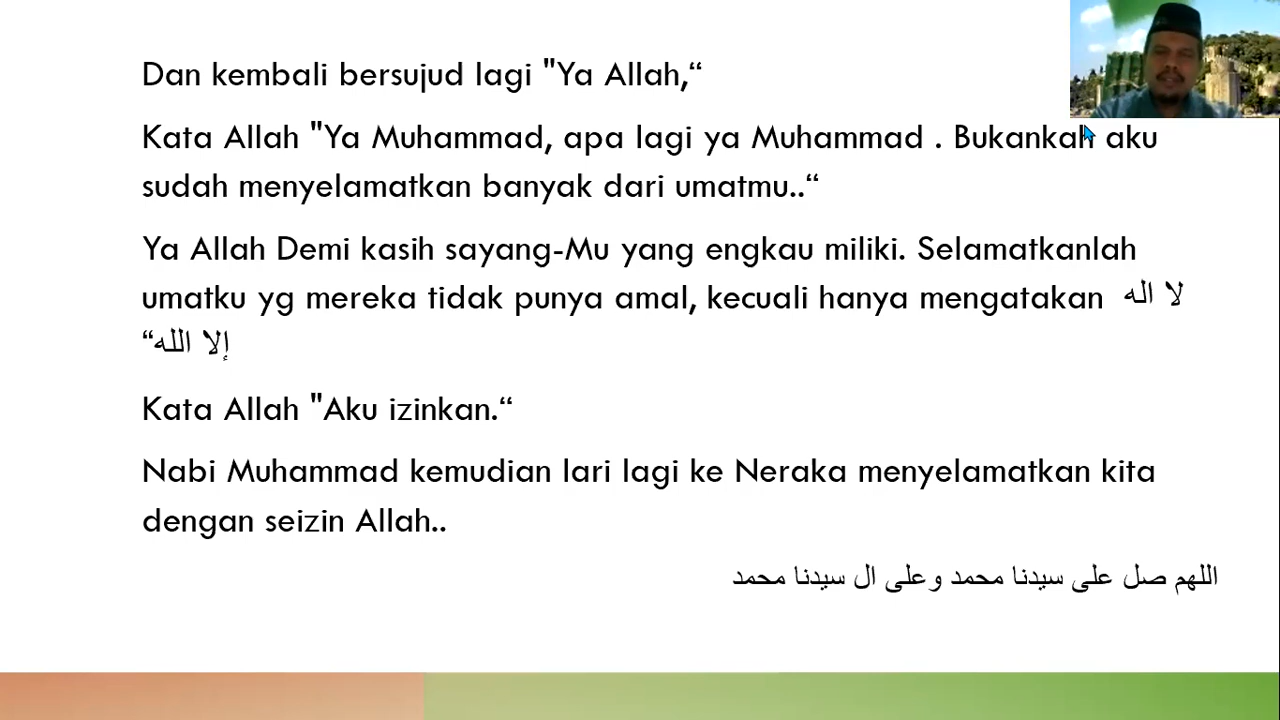 Dan kembali bersujud lagi "Ya Allah,“
Kata Allah "Ya Muhammad, apa lagi ya Muhammad . Bukankah aku
sudah menyelamatkan banyak dari umatmu..“
Ya Allah Demi kasih sayang-Mu yang engkau miliki. Selamatkanlah
umatku yg mereka tidak punya amal, kecuali hanya mengatakan لا اله
إلا الله“
Kata Allah "Aku izinkan.“
Nabi Muhammad kemudian lari lagi ke Neraka menyelamatkan kita
dengan seizin Allah..
اللهم صل على سيدنا محمد وعلى ال سيدنا محمد